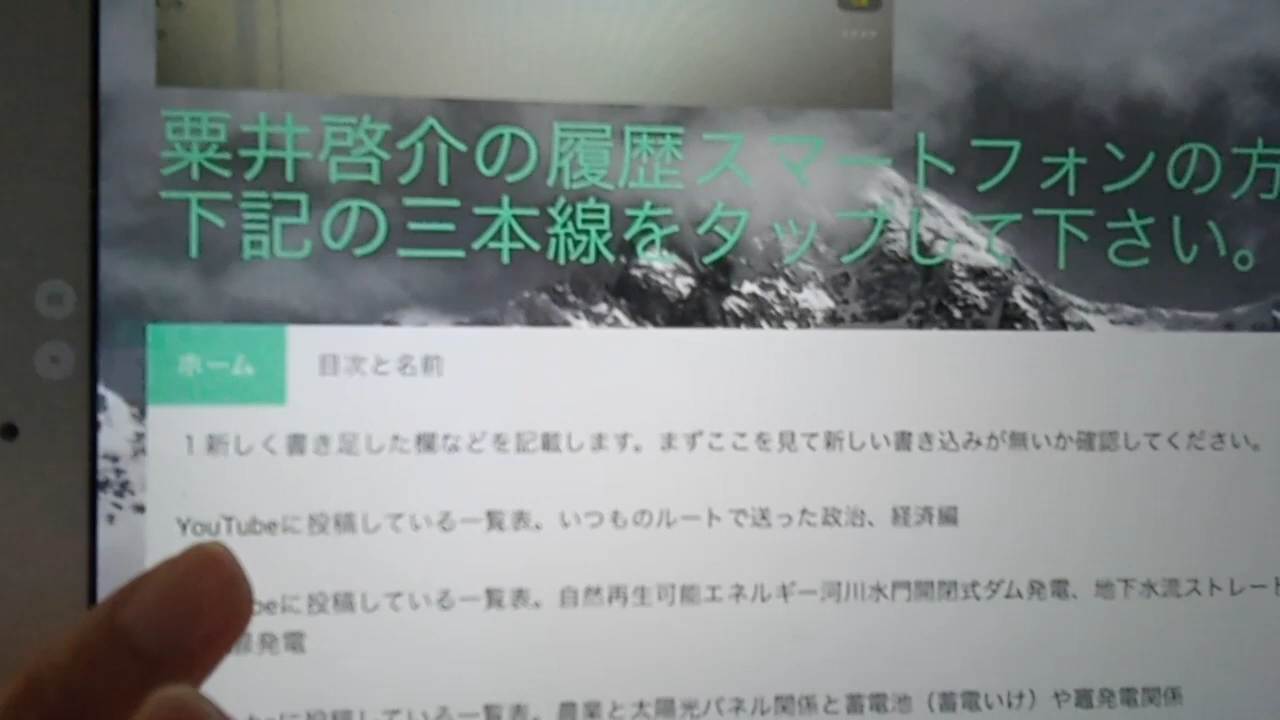 粟井啓介の履歴スマートフォンの方
下記の三本線をタップして下さい。
ホーム 目次と名前
1 新しく書き足した欄などを記載します。まずここを見て新しい書き込みが無いか確認してください。
YouTubeに投稿している一覧表。いつものルートで送った政治、経済編
beに投稿している一覧表。自然再生可能エネルギー河川水門開閉式ダム発電、地下水流ストレート
発電
に投稿している一覧表。農業と太陽光パネル関係と蓄電池（蓄電いけ）や竈発電関係